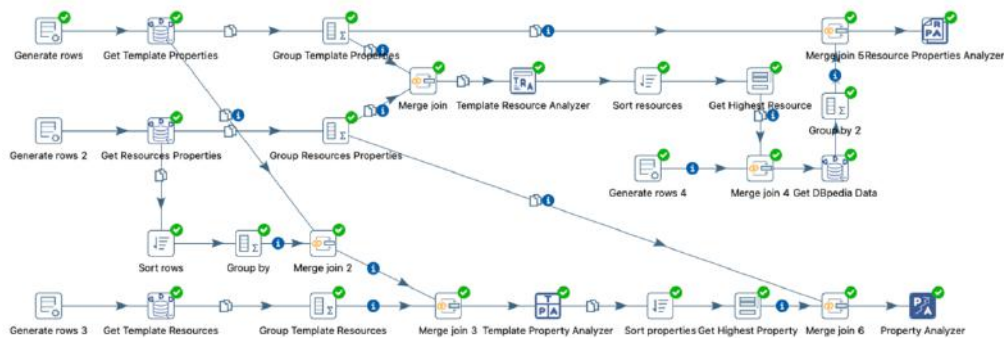 Generate rows
Get Template Properties
Group Template Properties
Merge join 5
Resource Properties Analyzer
Merge join
Template Resource Analyzer
Sort resources
Get Highest Resource
Group by 2
Generate rows 2
Get Resources Properties
Group Resources Properties
Generate rows 4
Merge join 4
Get DBpedia Data
Sort rows
Group by
Merge join 2
Generate rows 3
Get Template Resources
Group Template Resources
Merge join 3
Template Property Analyzer
Sort properties
Get Highest Property
Merge join 6
Property Analyzer